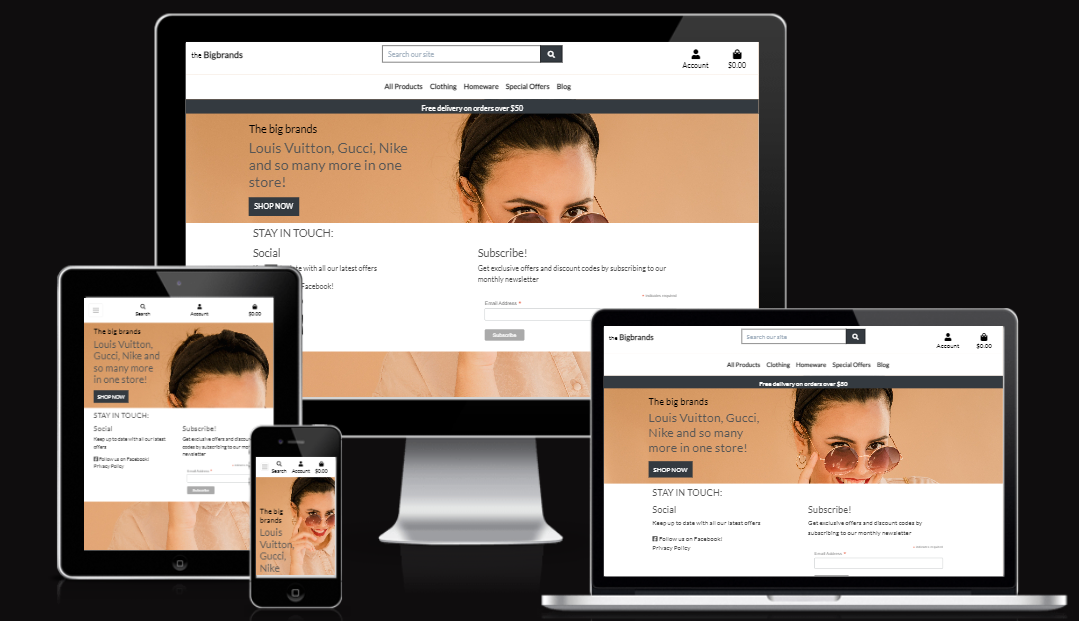 the Bigbrands
Search our site
Account
$0.00
All Products Clothing Homeware Special Offers Blog
Free delivery on orders over $50
The big brands
Louis Vuitton, Gucci, Nike
and so many more in one
store!
SHOP NOW
STAY IN TOUCH:
Social
Subscribe!
Get exclusive offers and discount codes by subscribing to our
monthly newsletter
date with all our latest offers
Facebook!
* indicates required
Email Address *
Subscribe
Search
Account
$0.00
The big brands
Louis Vuitton,
Gucci, Nike and
so many more
in one store!
SHOP NOW
STAY IN TOUCH:
Social
Keep up to date with all our latest
offers
Follow us on Facebook!
Privacy Policy
Subscribe!
Get exclusive offers and discount
codes by subscribing to our
newsletter
Email Address *
Subscribe
Search
Account
$0.00
The big
brands
Louis
Vuitton,
Gucci,
Nike
the Bigbrands
Search our site
Account
$0.00
All Products Clothing Homeware Special Offers Blog
Free delivery on orders over $50
The big brands
Louis Vuitton, Gucci,
Nike and so many
more in one store!
SHOP NOW
STAY IN TOUCH:
Social
Keep up to date with all our latest offers
Follow us on Facebook!
Privacy Policy
Subscribe!
Get exclusive offers and discount codes by
subscribing to our monthly newsletter
Email Address *